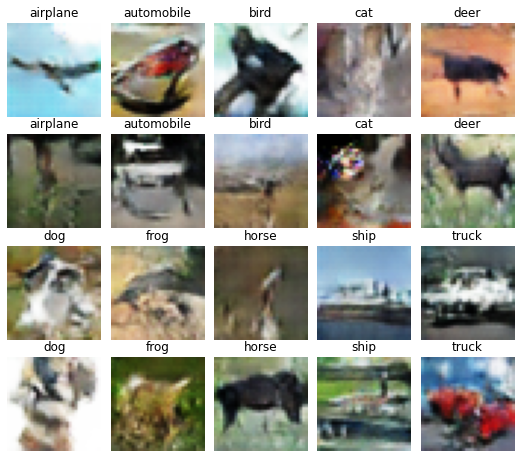 airplane automobile bird cat deer
airplane automobile bird cat deer
dog frog horse ship truck
dog frog horse ship truck